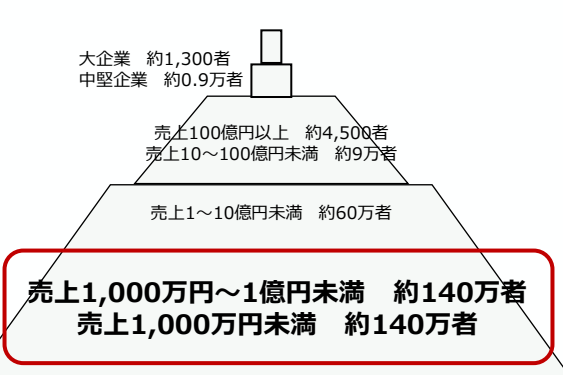 大企業　約1,300者
中堅企業　約0.9万者
売上100億円以上　約4,500者
売上10～100億円未満　約9万者
売上1～10億円未満　約60万者
売上1,000万円～1億円未満　約140万者
売上1,000万円未満　約140万者